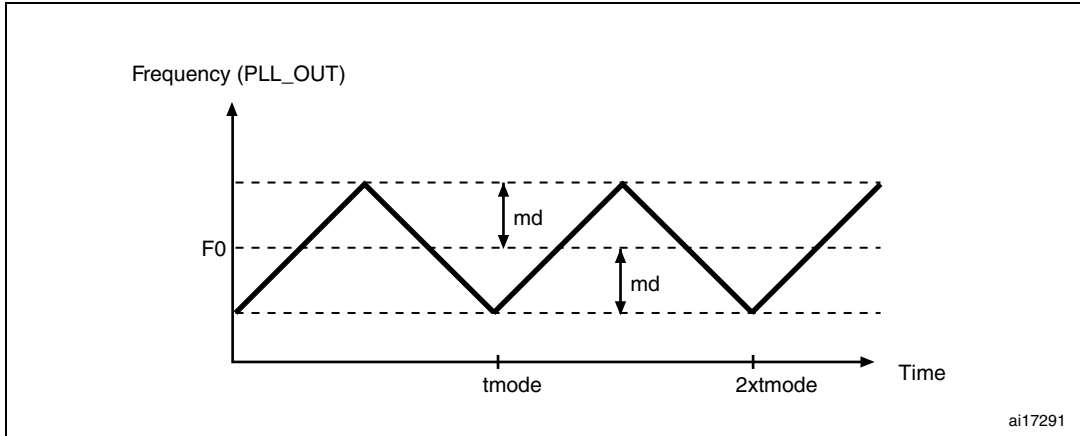 Frequency (PLL_OUT)
md
F0
md
tmode
2xtmode
Time
ai17291